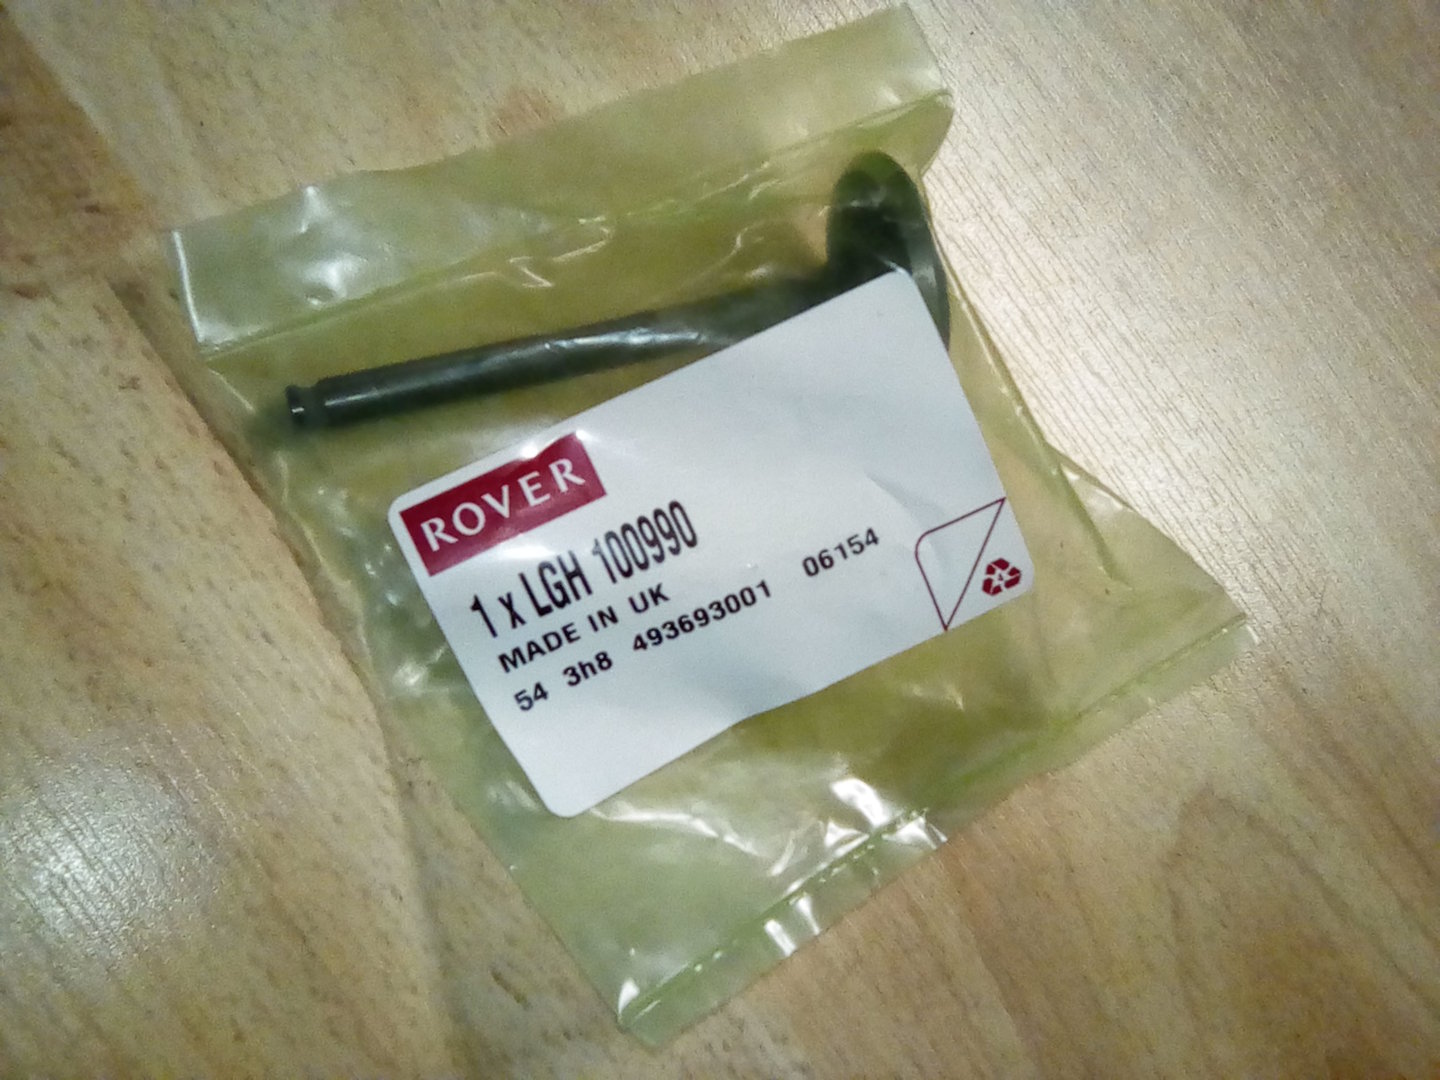 ROVER
1 x LGH 100990
MADE IN UK
54 3h8 493693001 06154